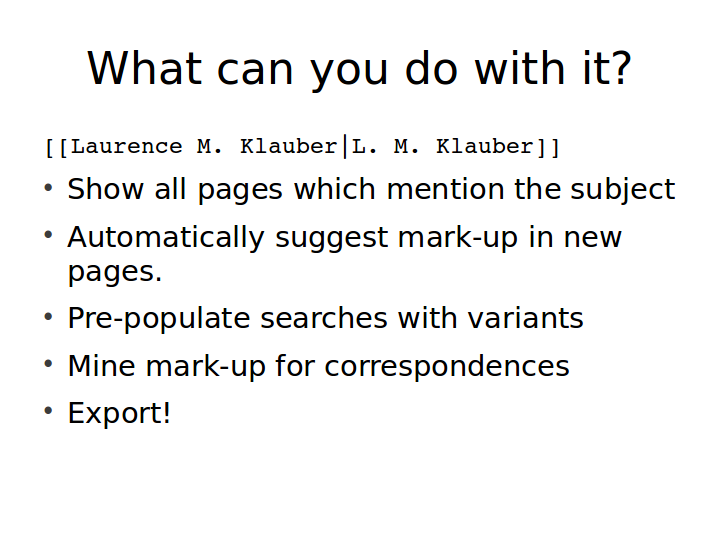 What can you do with it?
[[Laurence M. Klauber|L. M. Klauber]]
• Show all pages which mention the subject
• Automatically suggest mark-up in new
pages.
• Pre-populate searches with variants
• Mine mark-up for correspondences
• Export!